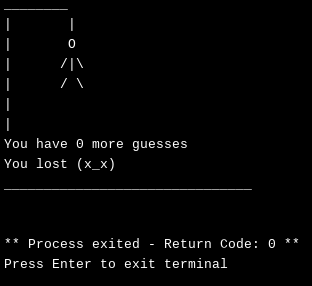 ________
|       |
|       O
|      /|\
|      / \
|
|
You have 0 more guesses
You lost (x_x)
_______________________________
** Process exited - Return Code: 0 **
Press Enter to exit terminal